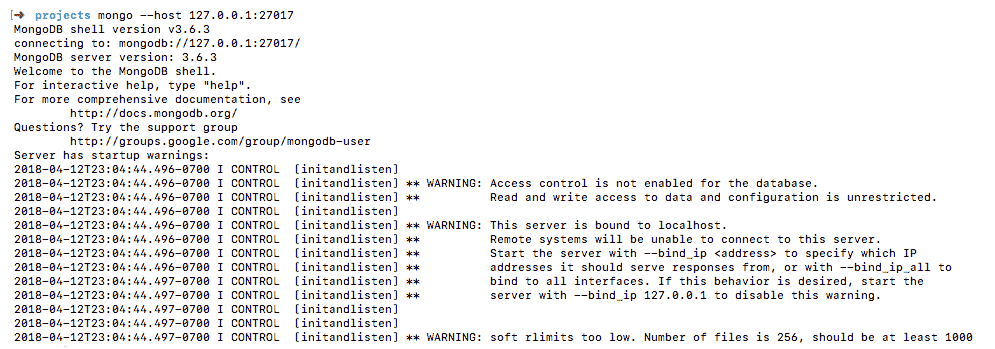 [➜  projects mongo --host 127.0.0.1:27017
MongoDB shell version v3.6.3
connecting to: mongodb://127.0.0.1:27017/
MongoDB server version: 3.6.3
Welcome to the MongoDB shell.
For interactive help, type "help".
For more comprehensive documentation, see
        http://docs.mongodb.org/
Questions? Try the support group
        http://groups.google.com/group/mongodb-user
Server has startup warnings:
2018-04-12T23:04:44.496-0700 I CONTROL  [initandlisten]
2018-04-12T23:04:44.496-0700 I CONTROL  [initandlisten] ** WARNING: Access control is not enabled for the database.
2018-04-12T23:04:44.496-0700 I CONTROL  [initandlisten] **          Read and write access to data and configuration is unrestricted.
2018-04-12T23:04:44.496-0700 I CONTROL  [initandlisten]
2018-04-12T23:04:44.496-0700 I CONTROL  [initandlisten] ** WARNING: This server is bound to localhost.
2018-04-12T23:04:44.496-0700 I CONTROL  [initandlisten] **          Remote systems will be unable to connect to this server.
2018-04-12T23:04:44.496-0700 I CONTROL  [initandlisten] **          Start the server with --bind_ip <address> to specify which IP
2018-04-12T23:04:44.496-0700 I CONTROL  [initandlisten] **          addresses it should serve responses from, or with --bind_ip_all to
2018-04-12T23:04:44.497-0700 I CONTROL  [initandlisten] **          bind to all interfaces. If this behavior is desired, start the
2018-04-12T23:04:44.497-0700 I CONTROL  [initandlisten] **          server with --bind_ip 127.0.0.1 to disable this warning.
2018-04-12T23:04:44.497-0700 I CONTROL  [initandlisten]
2018-04-12T23:04:44.497-0700 I CONTROL  [initandlisten]
2018-04-12T23:04:44.497-0700 I CONTROL  [initandlisten] ** WARNING: soft rlimits too low. Number of files is 256, should be at least 1000